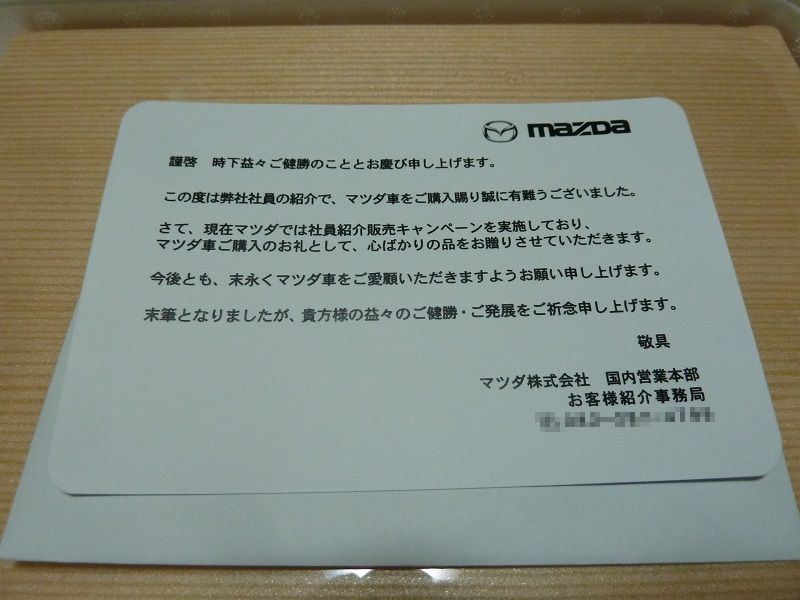 mazda
謹啓　時下益々ご健勝のこととお慶び申し上げます。
この度は弊社社員の紹介で、マツダ車をご購入賜り誠に有難うございました。
さて、現在マツダでは社員紹介販売キャンペーンを実施しており、
マツダ車ご購入のお礼として、心ばかりの品をお贈りさせていただきます。
今後とも、末永くマツダ車をご愛顧いただきますようお願い申し上げます。
末筆となりましたが、貴方様の益々のご健勝・ご発展をご祈念申し上げます。
敬具
マツダ株式会社　国内営業本部
お客様紹介事務局